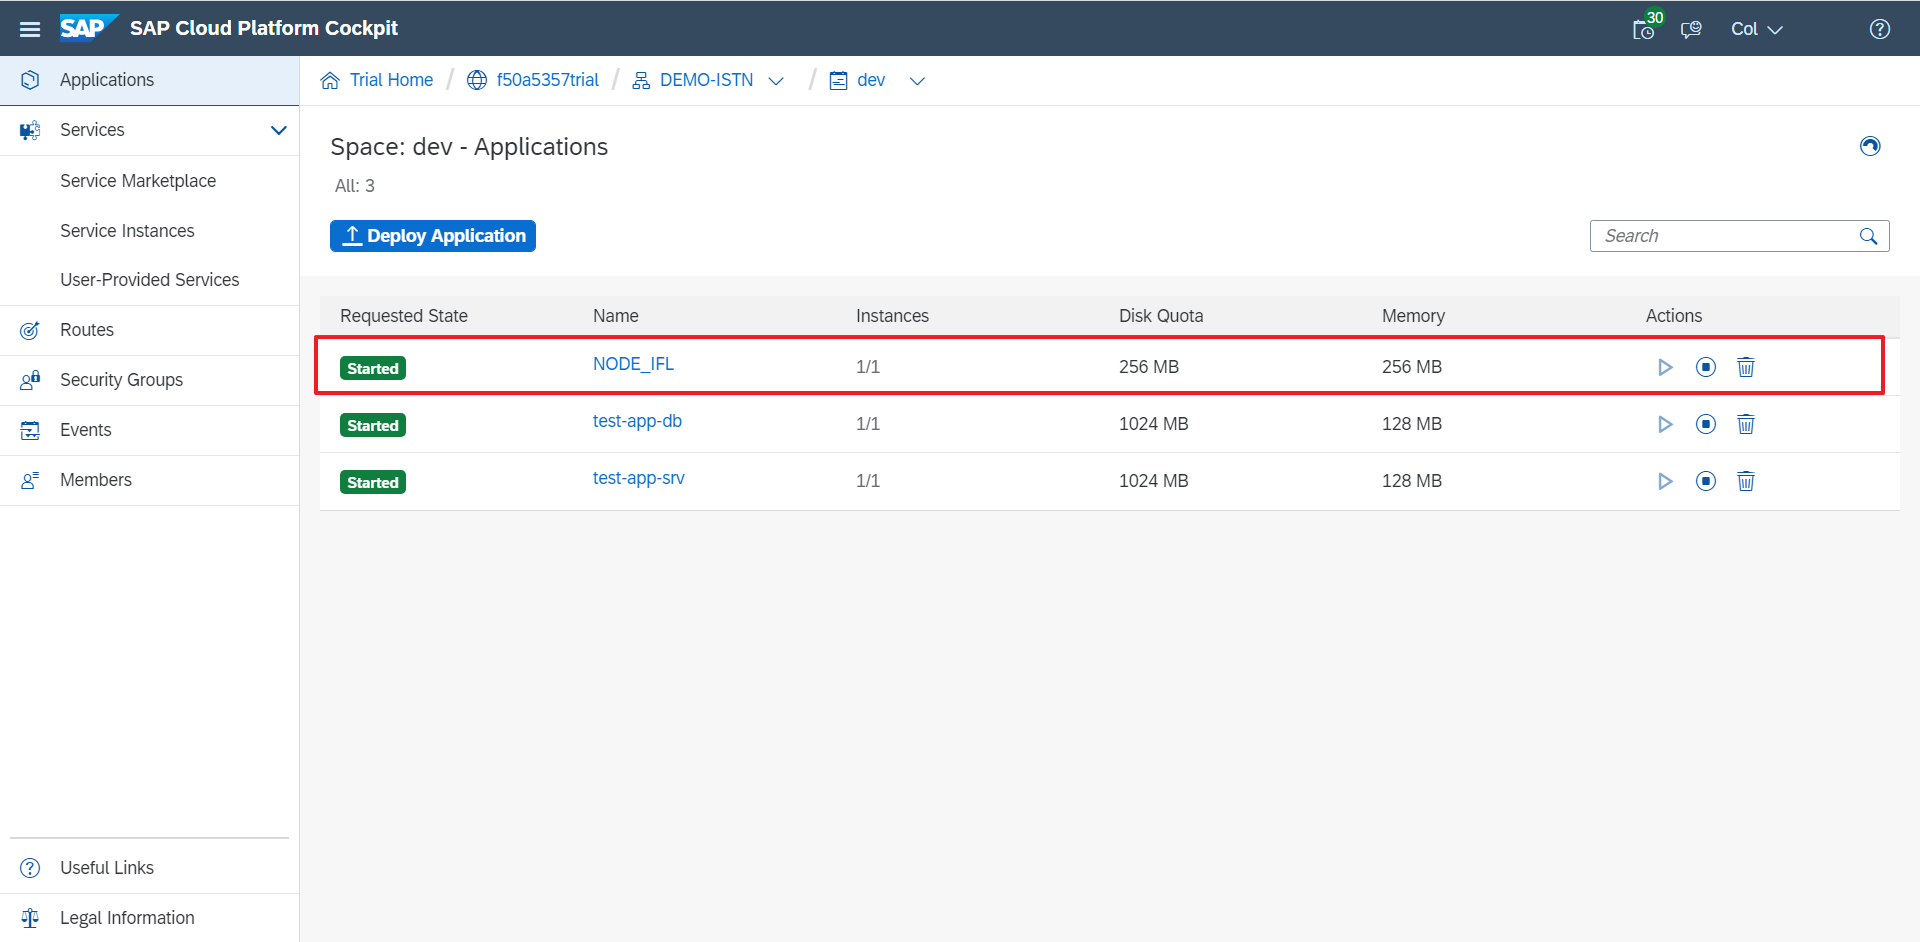 SAP SAP Cloud Platform Cockpit 30 Col
Applications
Services
Service Marketplace
Service Instances
User-Provided Services
Routes
Security Groups
Events
Members
Useful Links
Legal Information
Trial Home / f50a5357trial / DEMO-ISTN / dev
Space: dev - Applications
All: 3
Deploy Application
Search
Requested State Name Instances Disk Quota Memory Actions
Started NODE_IFL 1/1 256 MB 256 MB
Started test-app-db 1/1 1024 MB 128 MB
Started test-app-srv 1/1 1024 MB 128 MB